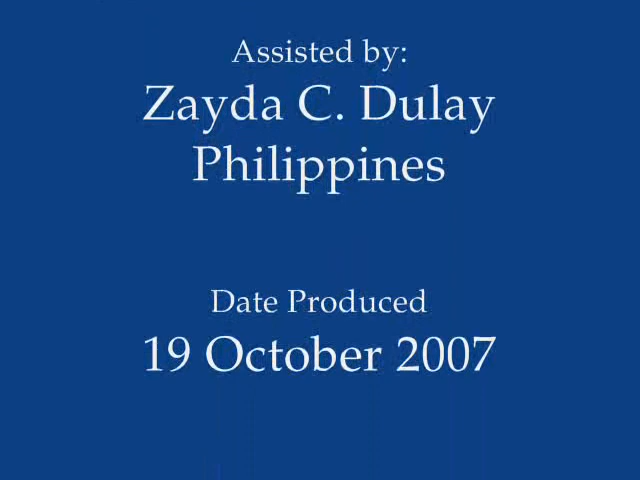 Assisted by:
Zayda C. Dulay
Philippines
Date Produced
19 October 2007